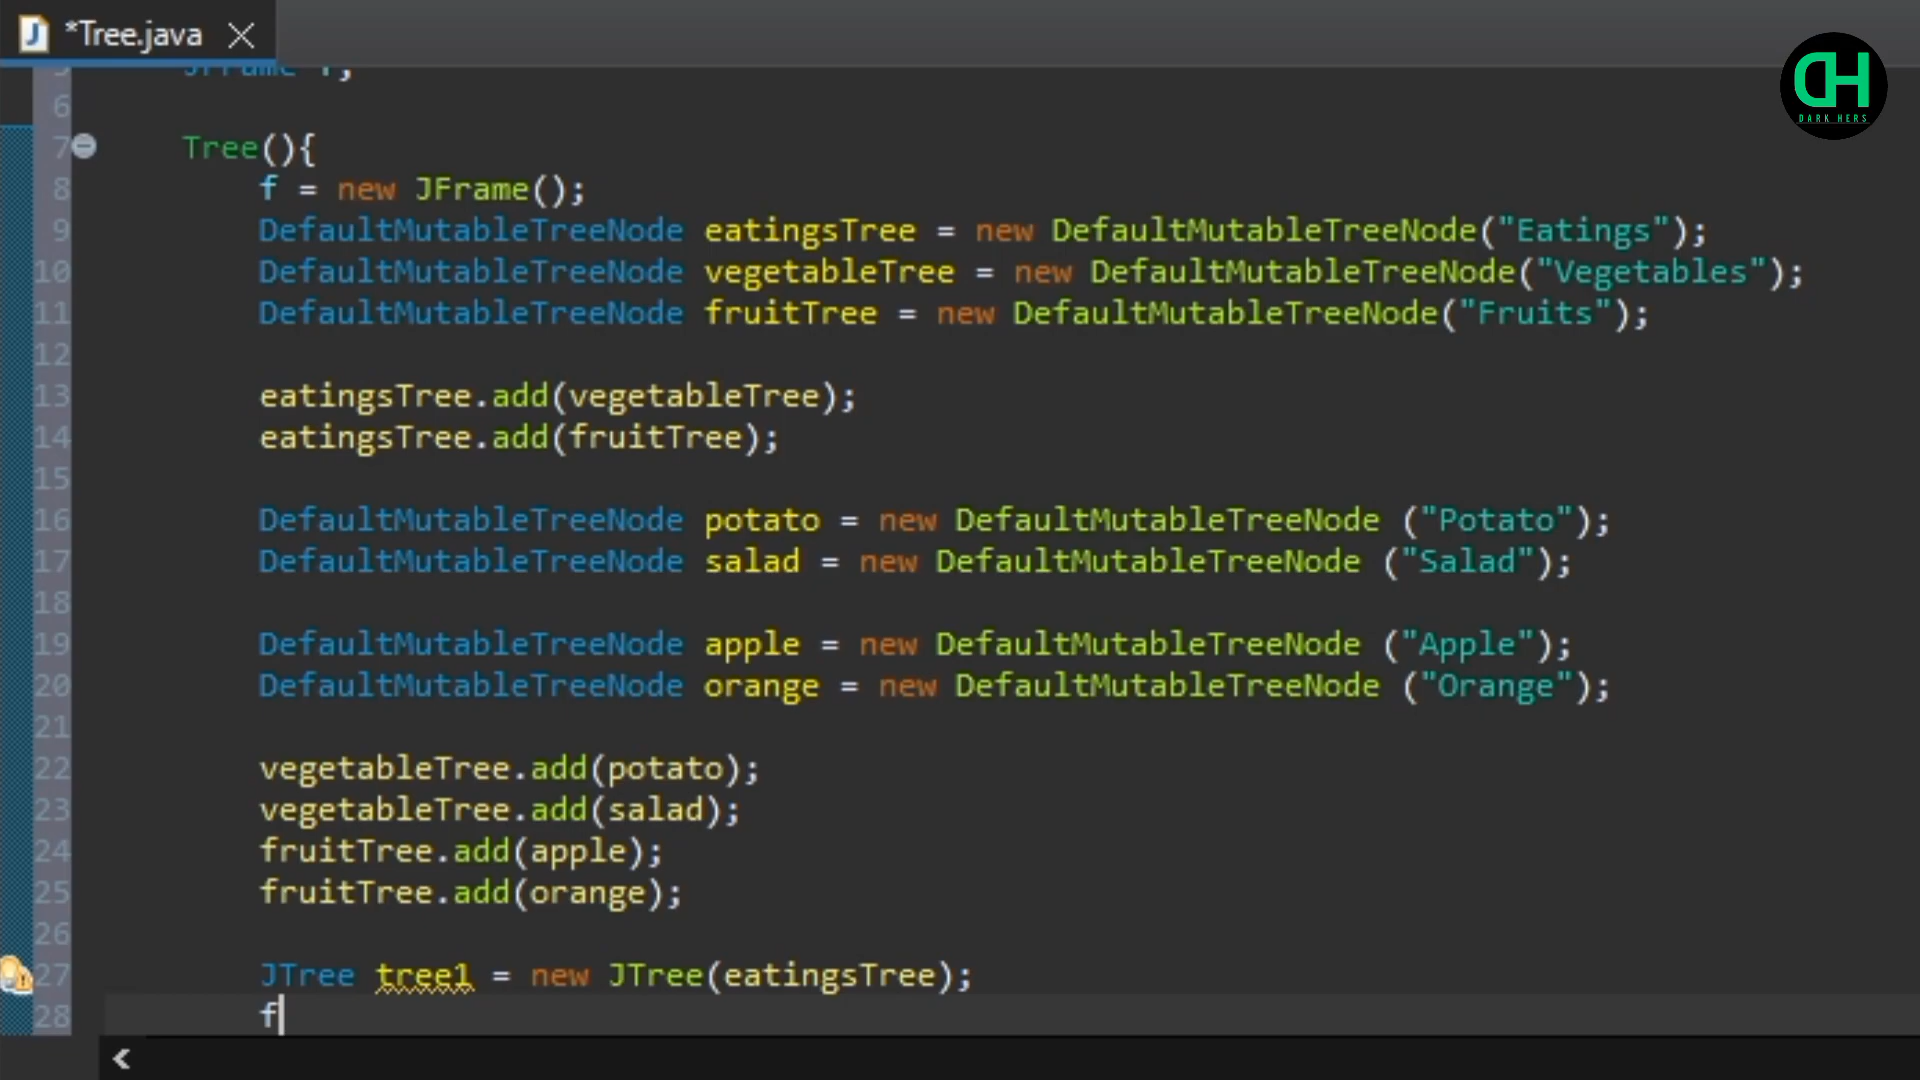 *Tree.java
DH
DARK HERS
5 JFrame f;
6
7 Tree(){
8 f = new JFrame();
9 DefaultMutableTreeNode eatingsTree = new DefaultMutableTreeNode("Eatings");
10 DefaultMutableTreeNode vegetableTree = new DefaultMutableTreeNode("Vegetables");
11 DefaultMutableTreeNode fruitTree = new DefaultMutableTreeNode("Fruits");
12
13 eatingsTree.add(vegetableTree);
14 eatingsTree.add(fruitTree);
15
16 DefaultMutableTreeNode potato = new DefaultMutableTreeNode ("Potato");
17 DefaultMutableTreeNode salad = new DefaultMutableTreeNode ("Salad");
18
19 DefaultMutableTreeNode apple = new DefaultMutableTreeNode ("Apple");
20 DefaultMutableTreeNode orange = new DefaultMutableTreeNode ("Orange");
21
22 vegetableTree.add(potato);
23 vegetableTree.add(salad);
24 fruitTree.add(apple);
25 fruitTree.add(orange);
26
27 JTree tree1 = new JTree(eatingsTree);
28 f